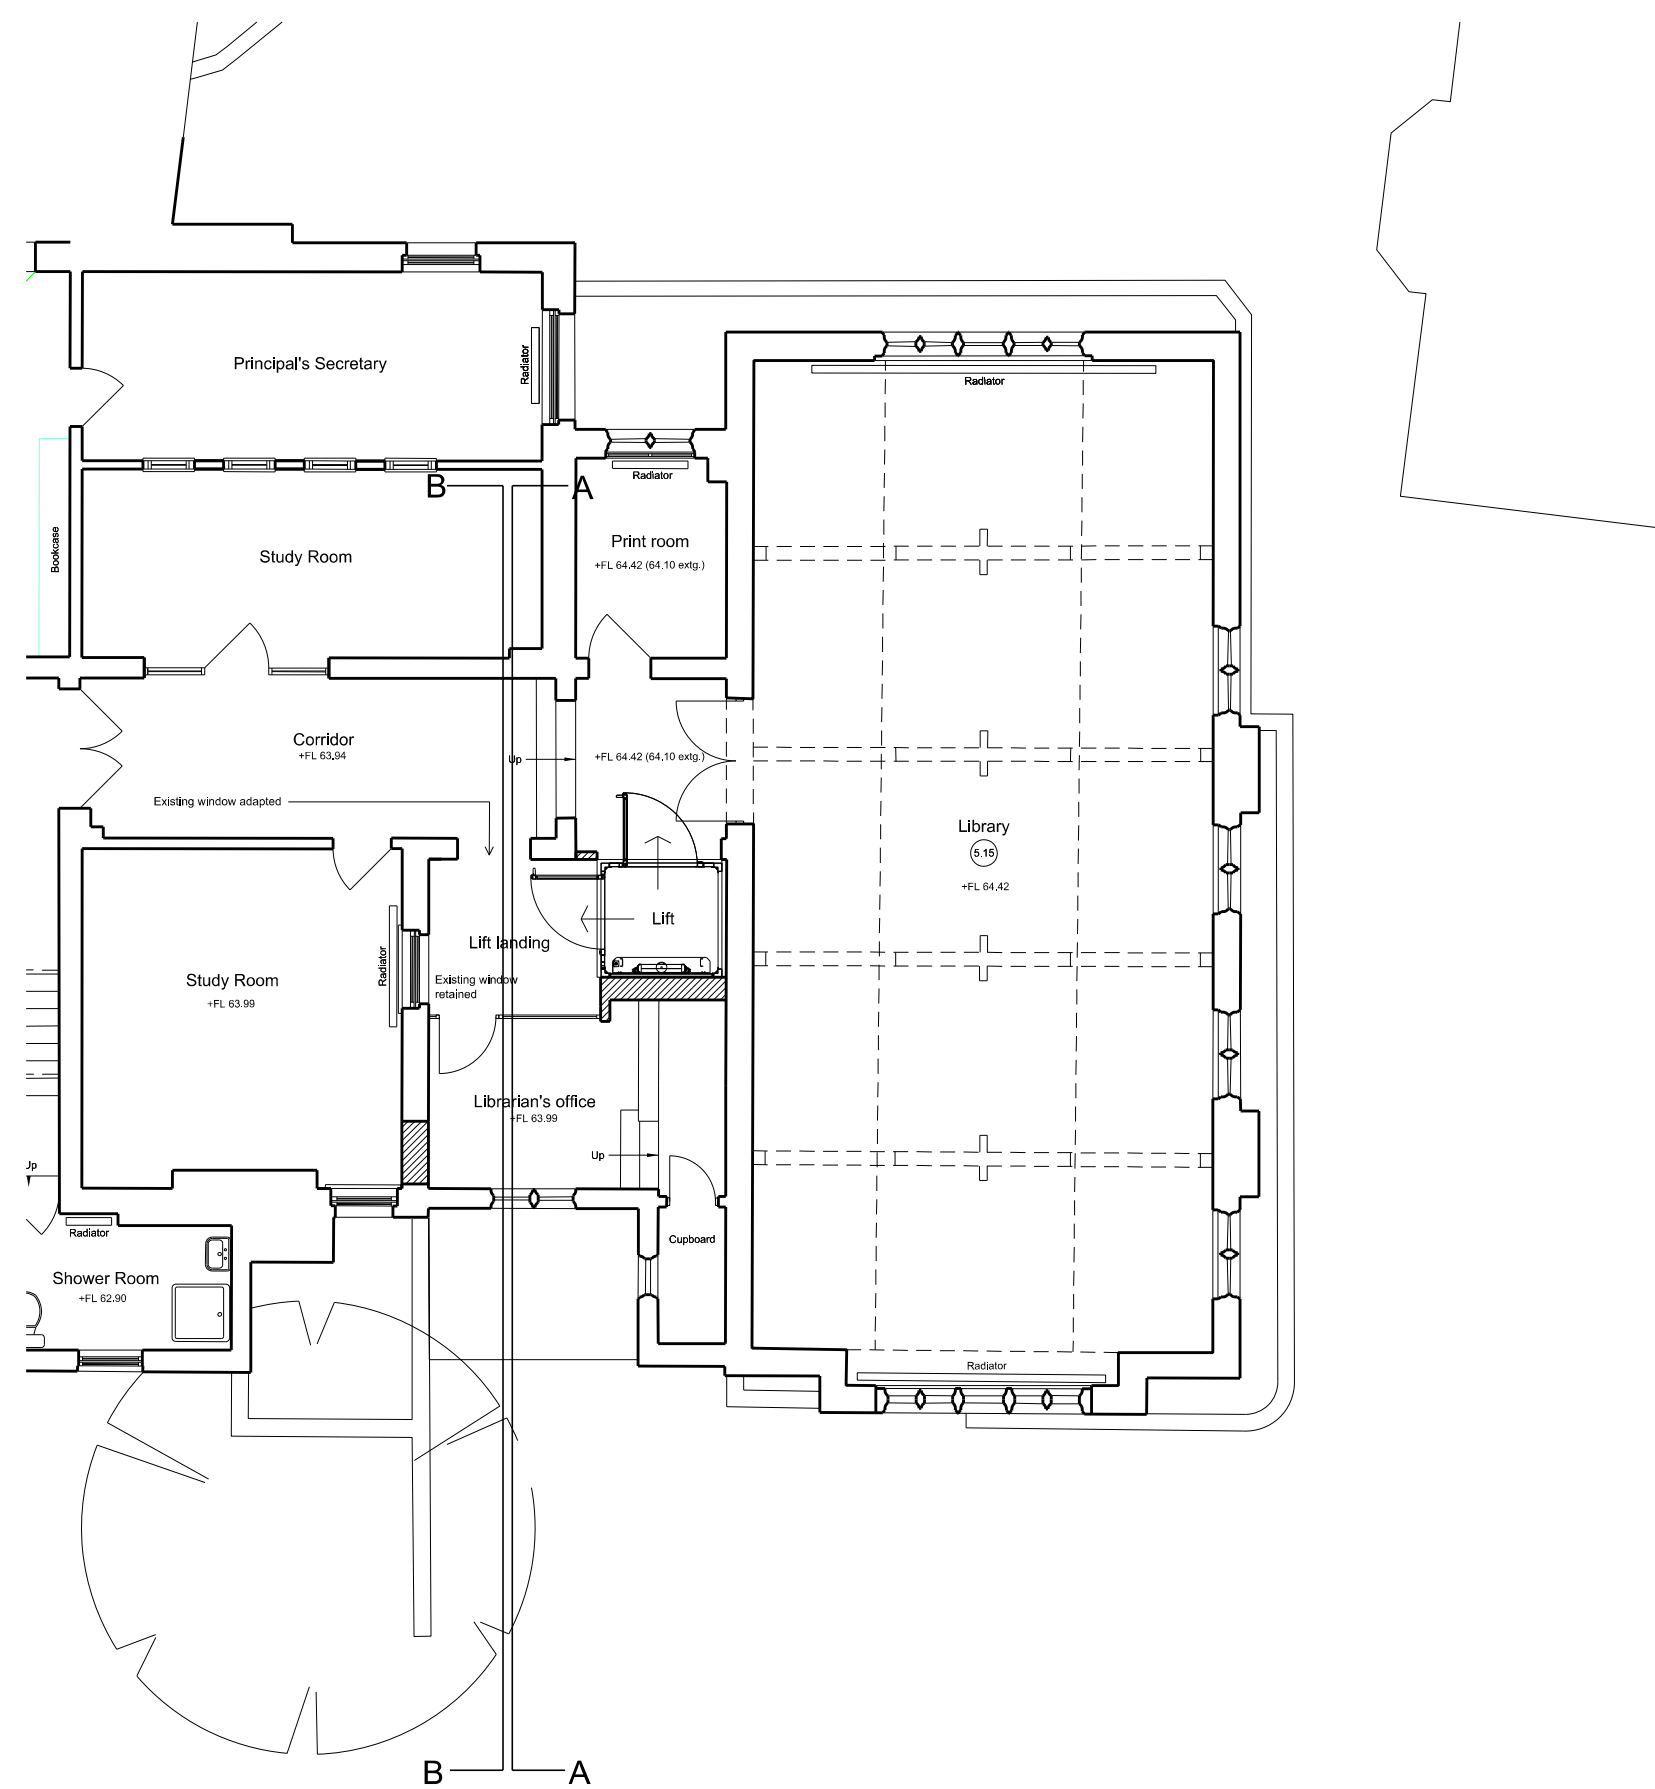 Principal's Secretary
Radiator
Radiator
Radiator
B
A
Bookcase
Study Room
Print room
+FL 64.42 (64.10 extg.)
Corridor
+FL 63.94
Up
+FL 64.42 (64.10 extg.)
Existing window adapted
Library
5.15
+FL 64.42
Lift
Lift landing
Radiator
Existing window
retained
Study Room
+FL 63.99
Librarian's office
+FL 63.99
Up
Up
Radiator
Cupboard
Shower Room
+FL 62.90
Radiator
B
A